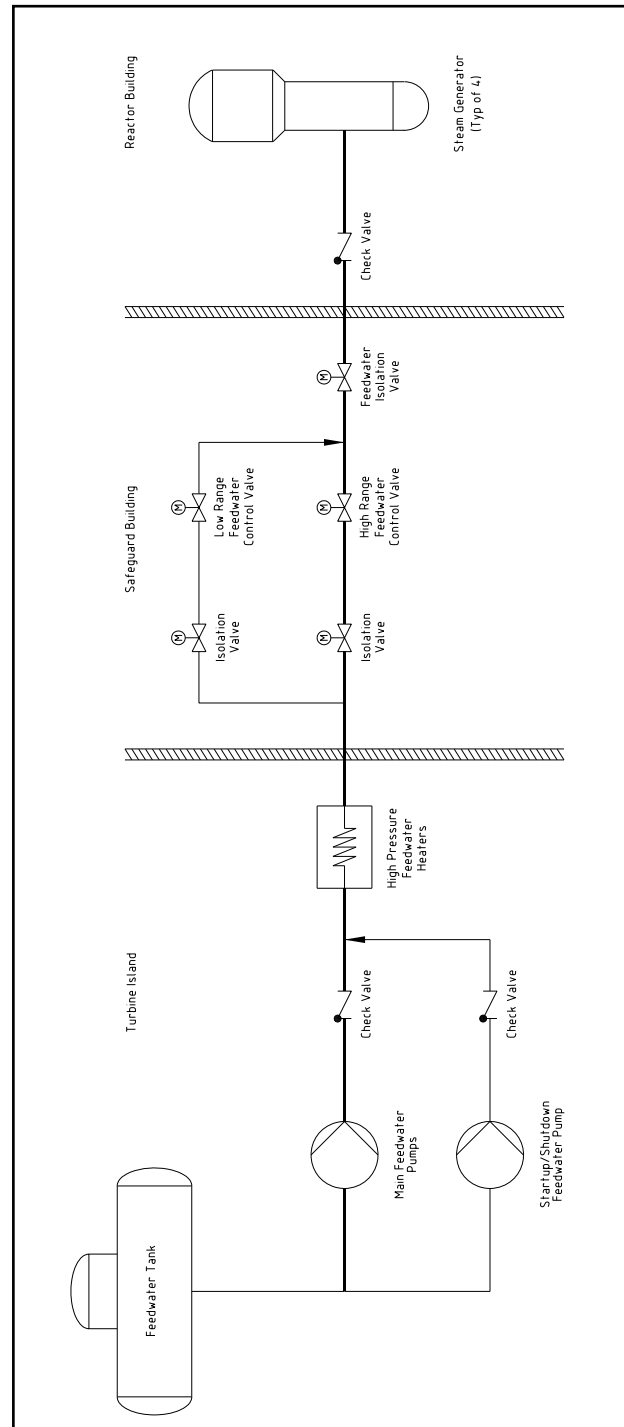 Reactor Building
Steam Generator
(Typ of 4)
Check Valve
Safeguard Building
Feedwater
Isolation
Valve
M
M
Low Range
Feedwater
Control Valve
M
High Range
Feedwater
Control Valve
M
Isolation
Valve
M
Isolation
Valve
Turbine Island
High Pressure
Feedwater
Heaters
Check Valve
Check Valve
Main Feedwater
Pumps
Startup/Shutdown
Feedwater Pump
Feedwater Tank